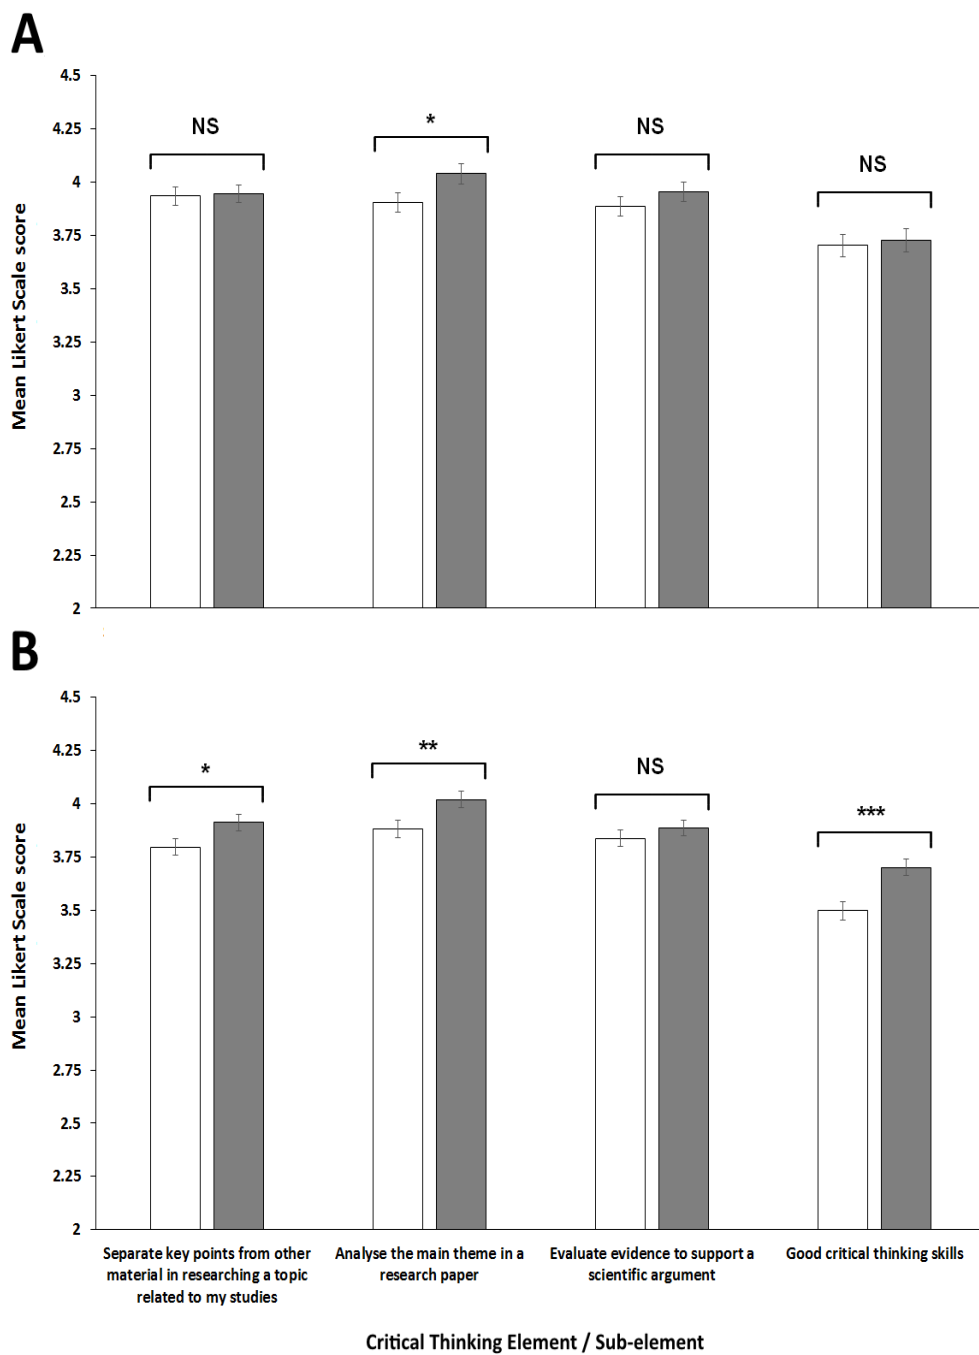 A
4.5
4.25
4
3.75
3.5
3.25
3
2.75
2.5
2.25
2
Mean Likert Scale score
NS
*
NS
NS
B
4.5
4.25
4
3.75
3.5
3.25
3
2.75
2.5
2.25
2
Mean Likert Scale score
*
**
NS
***
Separate key points from other
material in researching a topic
related to my studies
Analyse the main theme in a
research paper
Evaluate evidence to support a
scientific argument
Good critical thinking skills
Critical Thinking Element / Sub-element